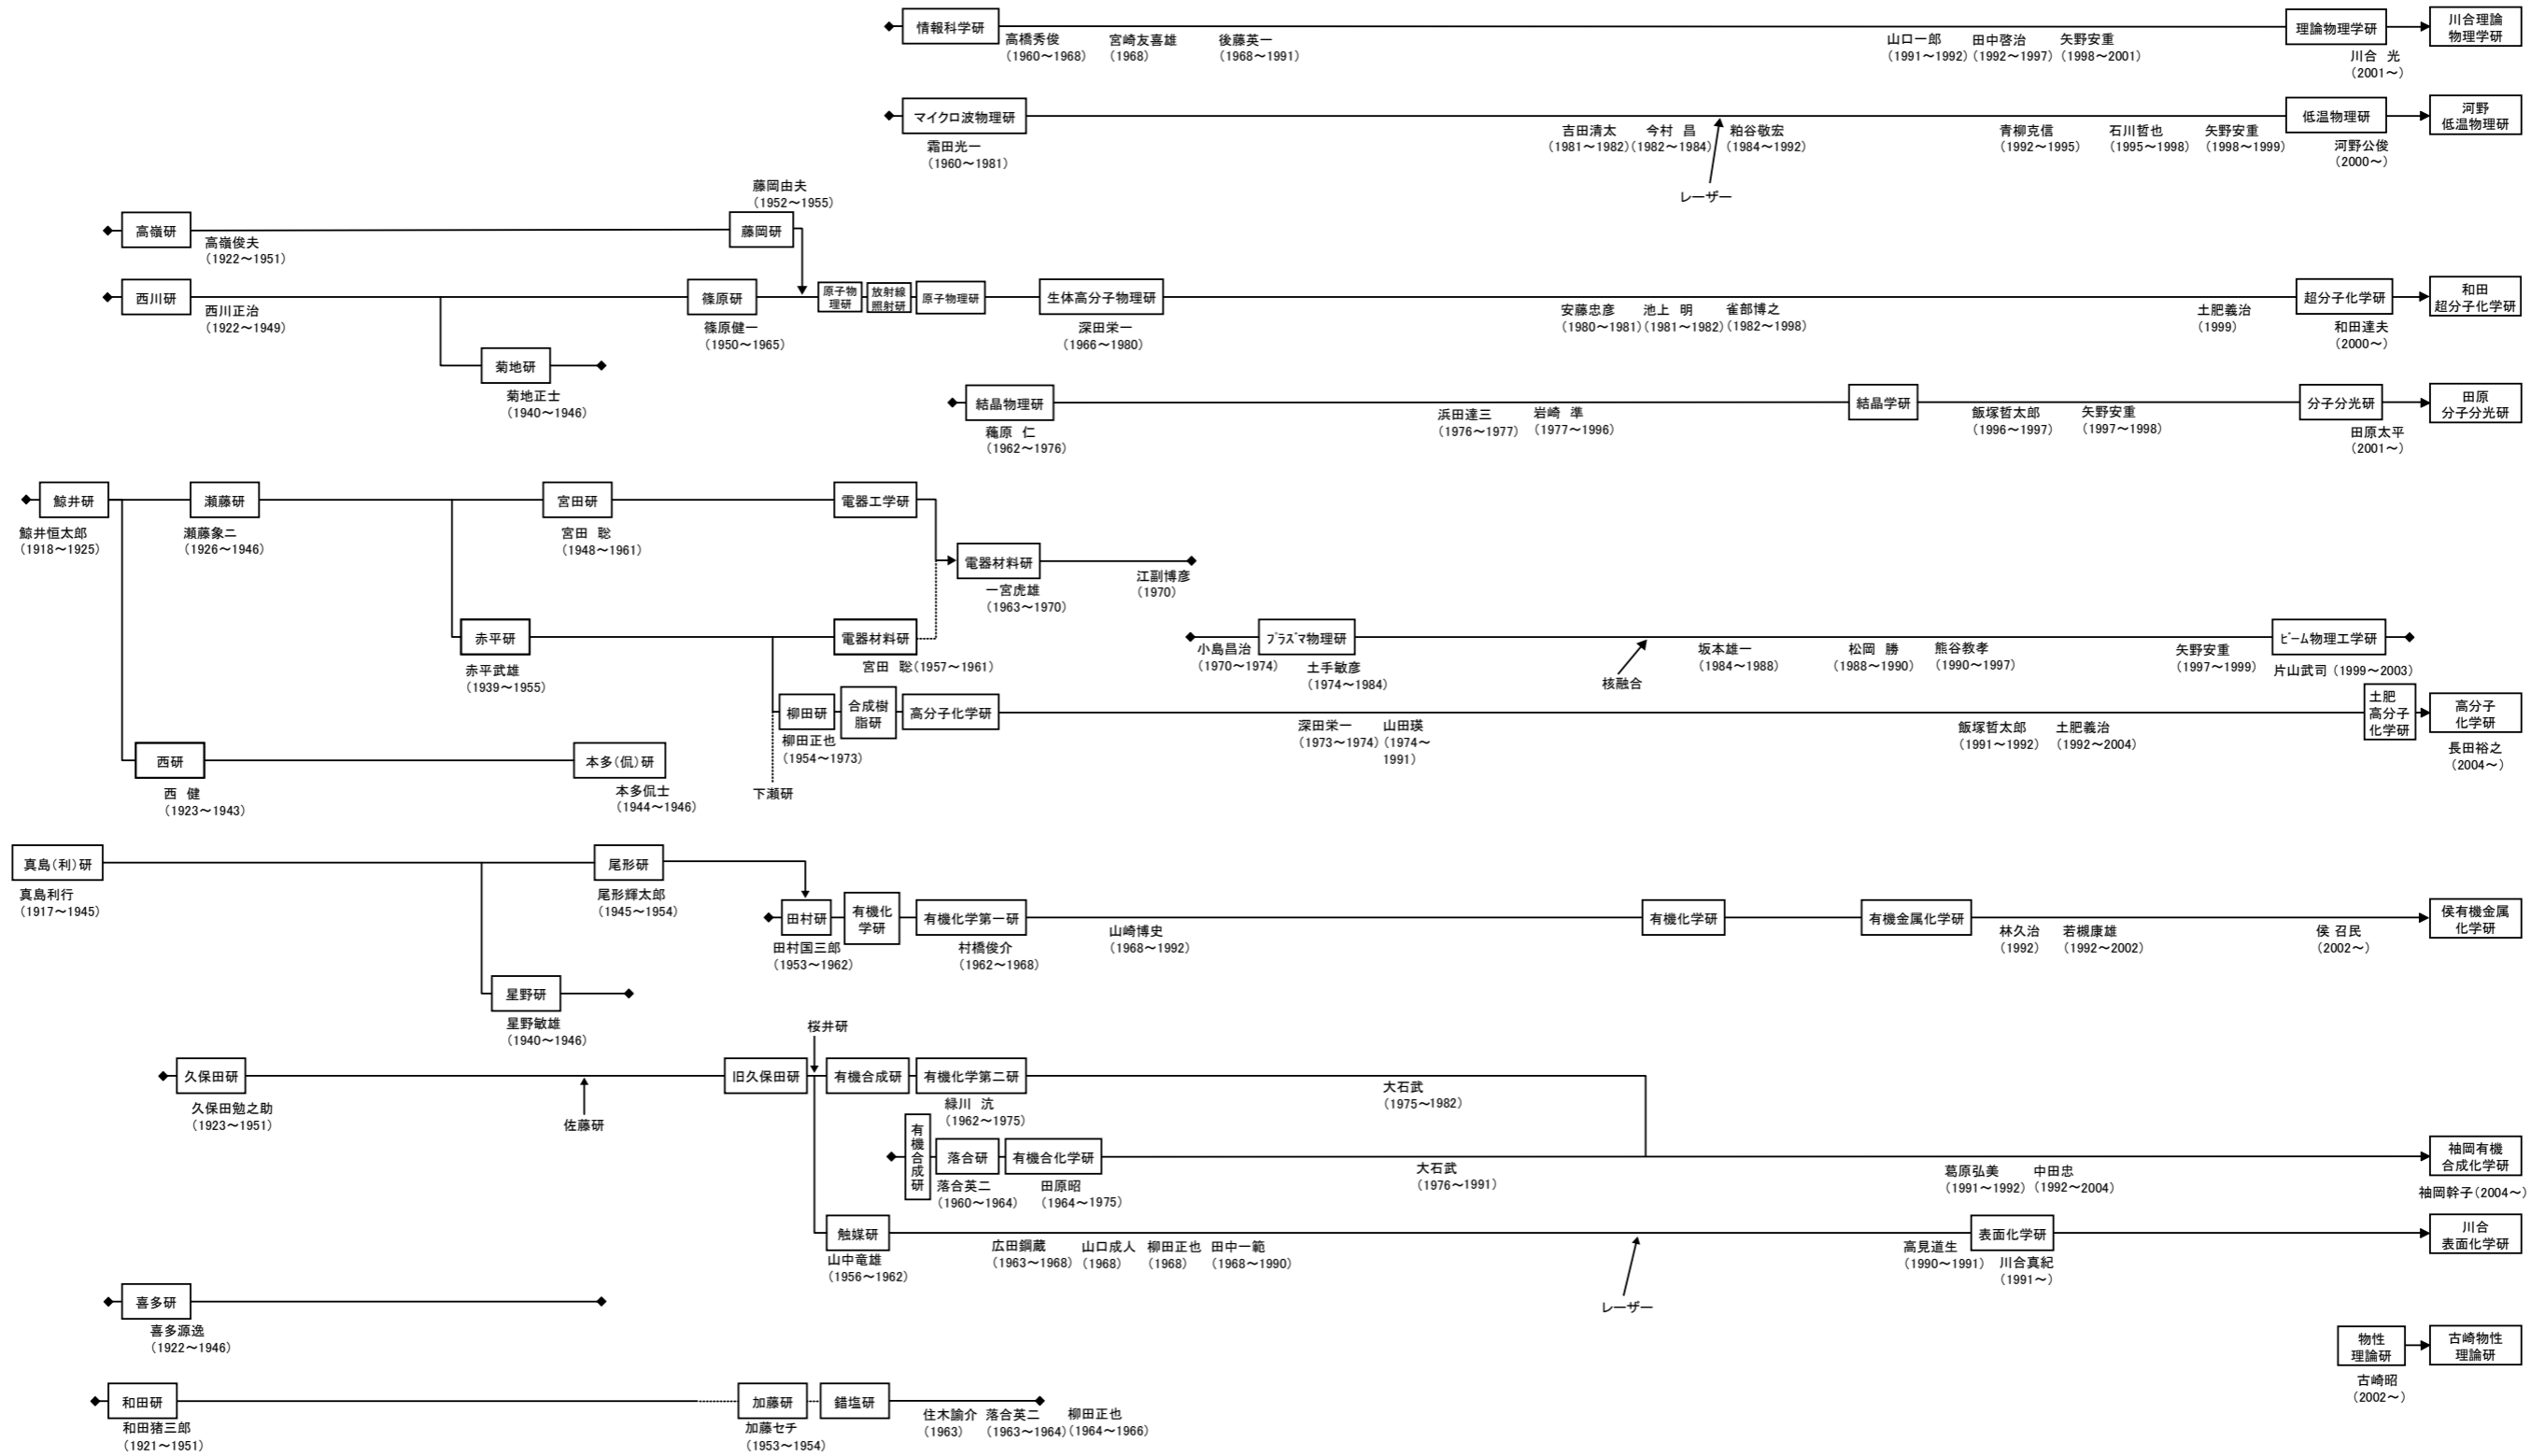 情報科学研
高橋秀俊
(1960～1968)
宮崎友喜雄
(1968)
後藤英一
(1968～1991)
山口一郎
(1991～1992)
田中啓治
(1992～1997)
矢野安重
(1998～2001)
理論物理学研
川合　光
(2001～)
川合理論
物理学研
マイクロ波物理研
霜田光一
(1960～1981)
吉田清太
(1981～1982)
今村　昌
(1982～1984)
粕谷敬宏
(1984～1992)
レーザー
青柳克信
(1992～1995)
石川哲也
(1995～1998)
矢野安重
(1998～1999)
低温物理研
河野公俊
(2000～)
河野
低温物理研
高嶺研
高嶺俊夫
(1922～1951)
藤岡由夫
(1952～1955)
藤岡研
西川研
西川正治
(1922～1949)
菊地研
菊地正士
(1940～1946)
篠原研
篠原健一
(1950～1965)
原子物
理研
放射線
照射研
原子物理研
生体高分子物理研
深田栄一
(1966～1980)
安藤忠彦
(1980～1981)
池上　明
(1981～1982)
雀部博之
(1982～1998)
土肥義治
(1999)
超分子化学研
和田達夫
(2000～)
和田
超分子化学研
結晶物理研
蓲原　仁
(1962～1976)
浜田達三
(1976～1977)
岩崎　準
(1977～1996)
結晶学研
飯塚哲太郎
(1996～1997)
矢野安重
(1997～1998)
分子分光研
田原太平
(2001～)
田原
分子分光研
鯨井研
鯨井恒太郎
(1918～1925)
瀬藤研
瀬藤象二
(1926～1946)
宮田研
宮田　聡
(1948～1961)
電器工学研
電器材料研
一宮虎雄
(1963～1970)
江副博彦
(1970)
赤平研
赤平武雄
(1939～1955)
電器材料研
宮田　聡(1957～1961)
小島昌治
(1970～1974)
プラズマ物理研
土手敏彦
(1974～1984)
核融合
坂本雄一
(1984～1988)
松岡　勝
(1988～1990)
熊谷教孝
(1990～1997)
矢野安重
(1997～1999)
ビーム物理工学研
片山武司 (1999～2003)
柳田研
柳田正也
(1954～1973)
合成樹
脂研
高分子化学研
深田栄一
(1973～1974)
山田瑛
(1974～
1991)
飯塚哲太郎
(1991～1992)
土肥義治
(1992～2004)
土肥
高分子
化学研
高分子
化学研
長田裕之
(2004～)
西研
西　健
(1923～1943)
本多(侃)研
本多侃士
(1944～1946)
下瀬研
真島(利)研
真島利行
(1917～1945)
尾形研
尾形輝太郎
(1945～1954)
田村研
田村国三郎
(1953～1962)
有機化
学研
有機化学第一研
村橋俊介
(1962～1968)
山崎博史
(1968～1992)
有機化学研
有機金属化学研
林久治
(1992)
若槻康雄
(1992～2002)
侯 召民
(2002～)
侯有機金属
化学研
星野研
星野敏雄
(1940～1946)
久保田研
久保田勉之助
(1923～1951)
佐藤研
旧久保田研
桜井研
有機合成研
有機化学第二研
緑川　沆
(1962～1975)
大石武
(1975～1982)
有機合成研
落合研
落合英二
(1960～1964)
有機合化学研
田原昭
(1964～1975)
大石武
(1976～1991)
葛原弘美
(1991～1992)
中田忠
(1992～2004)
袖岡有機
合成化学研
袖岡幹子(2004～)
触媒研
山中竜雄
(1956～1962)
広田鋼蔵
(1963～1968)
山口成人
(1968)
柳田正也
(1968)
田中一範
(1968～1990)
レーザー
高見道生
(1990～1991)
表面化学研
川合真紀
(1991～)
川合
表面化学研
喜多研
喜多源逸
(1922～1946)
物性
理論研
古崎昭
(2002～)
古崎物性
理論研
和田研
和田猪三郎
(1921～1951)
加藤研
加藤セチ
(1953～1954)
錯塩研
住木諭介
(1963)
落合英二
(1963～1964)
柳田正也
(1964～1966)